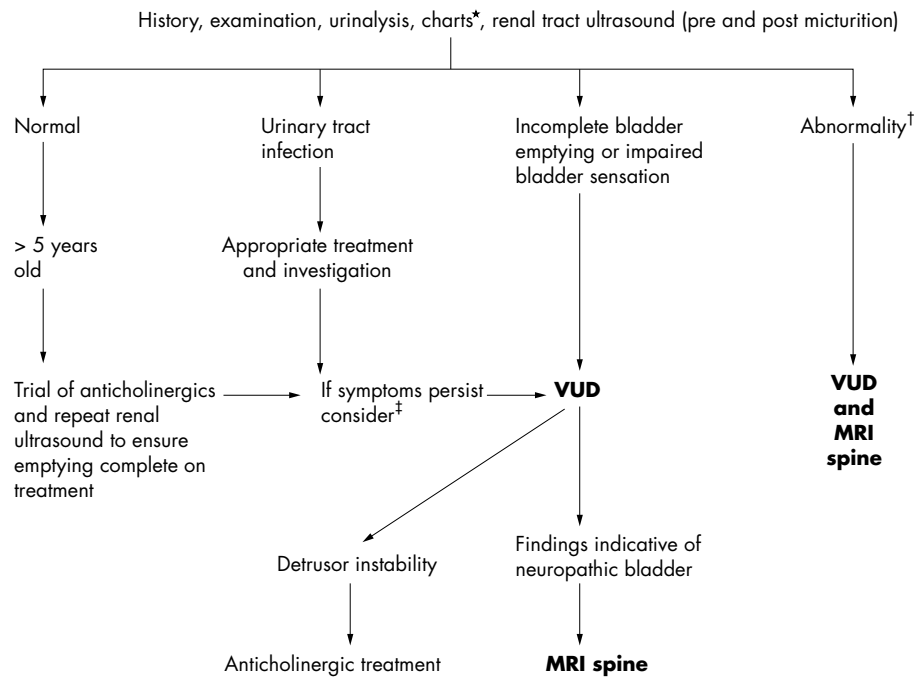 History, examination, urinalysis, charts★, renal tract ultrasound (pre and post micturition)
Normal
Urinary tract
infection
Incomplete bladder
emptying or impaired
bladder sensation
Abnormality†
> 5 years
old
Appropriate treatment
and investigation
Trial of anticholinergics
and repeat renal
ultrasound to ensure
emptying complete on
treatment
If symptoms persist
consider‡
VUD
VUD
and
MRI
spine
Detrusor instability
Findings indicative of
neuropathic bladder
Anticholinergic treatment
MRI spine